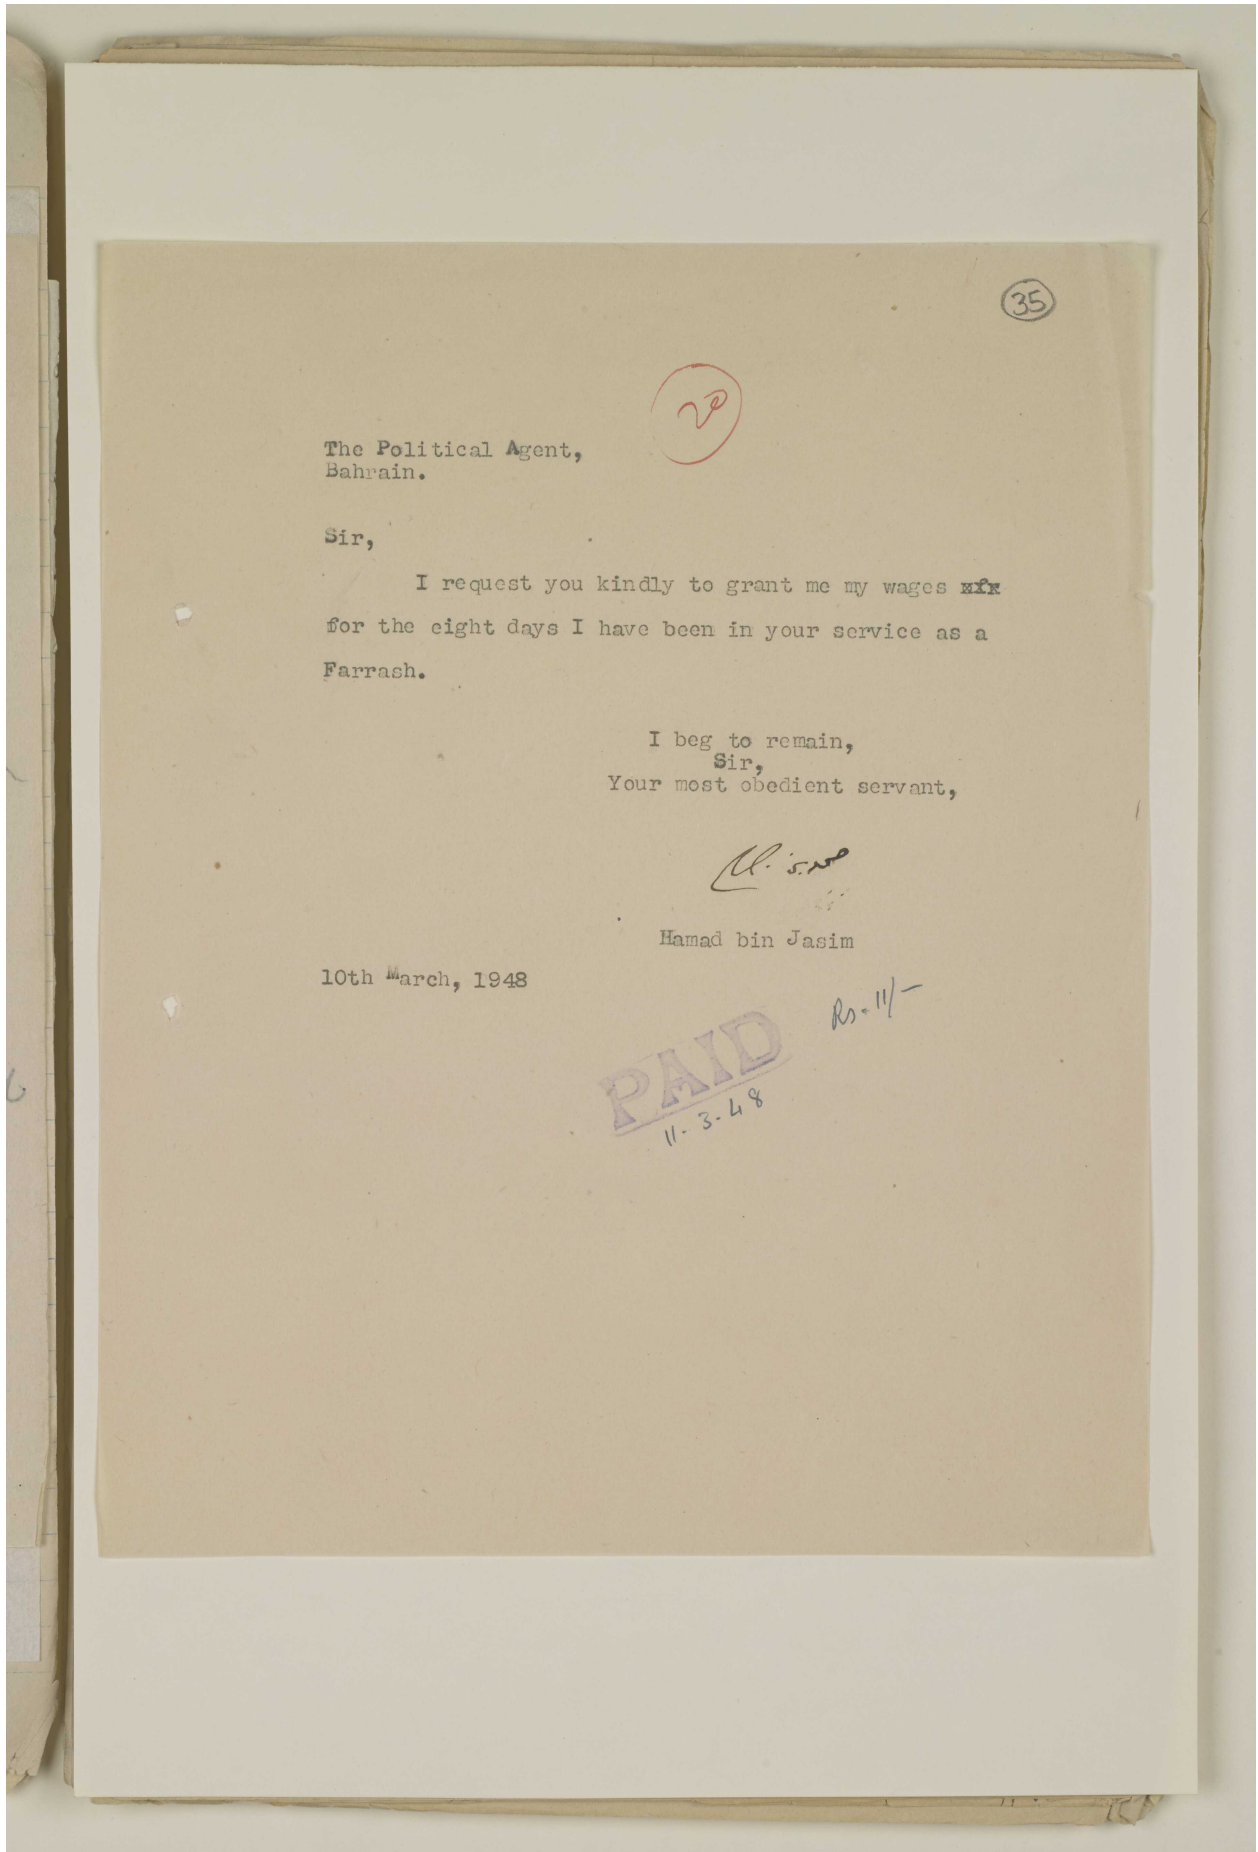 35
20
The Political Agent,
Bahrain.
Sir,
I request you kindly to grant me my wages xfx
for the eight days I have been in your service as a
Farrash.
I beg to remain,
Sir,
Your most obedient servant,
Hamad bin Jasim
10th March, 1948
Rs. 11/-
PAID
11-3-48